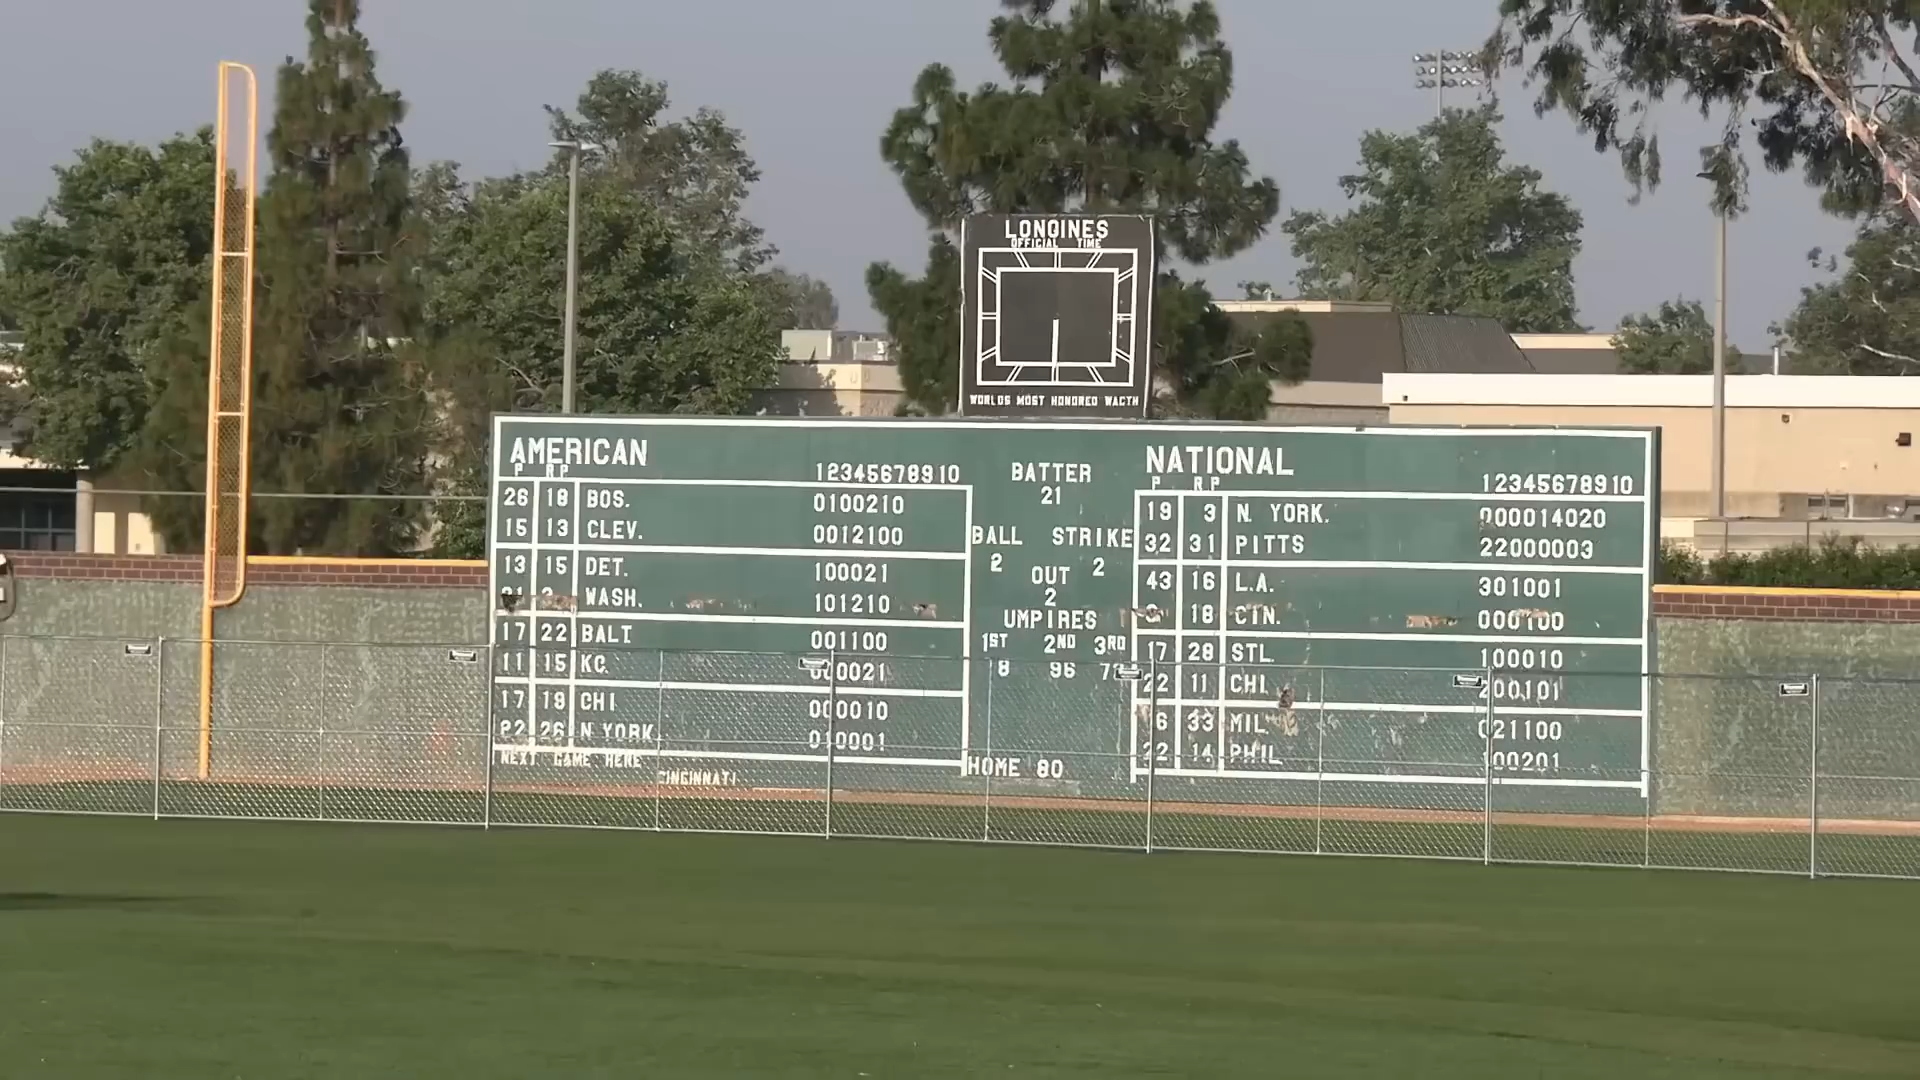 LONGINES
OFFICIAL TIME
WORLDS MOST HONORED WACTH
AMERICAN
P RP 12345678910
26 18 BOS. 0100210
15 13 CLEV. 0012100
13 15 DET. 100021
WASH. 101210
17 22 BALT 001100
11 15 KC. 000021
17 19 CHI 000010
22 26 N YORK 010001
NEXT GAME HERE
CINCINNATI
BATTER
21
BALL STRIKE
2 2
OUT
2
UMPIRES
1ST 2ND 3RD
8 96
HOME 80
NATIONAL
P RP 12345678910
19 3 N. YORK. 000014020
32 31 PITTS 22000003
43 16 L.A. 301001
18 CIN. 000100
17 28 STL. 100010
22 11 CHI 200101
6 33 MIL. 021100
22 14 PHIL 100201